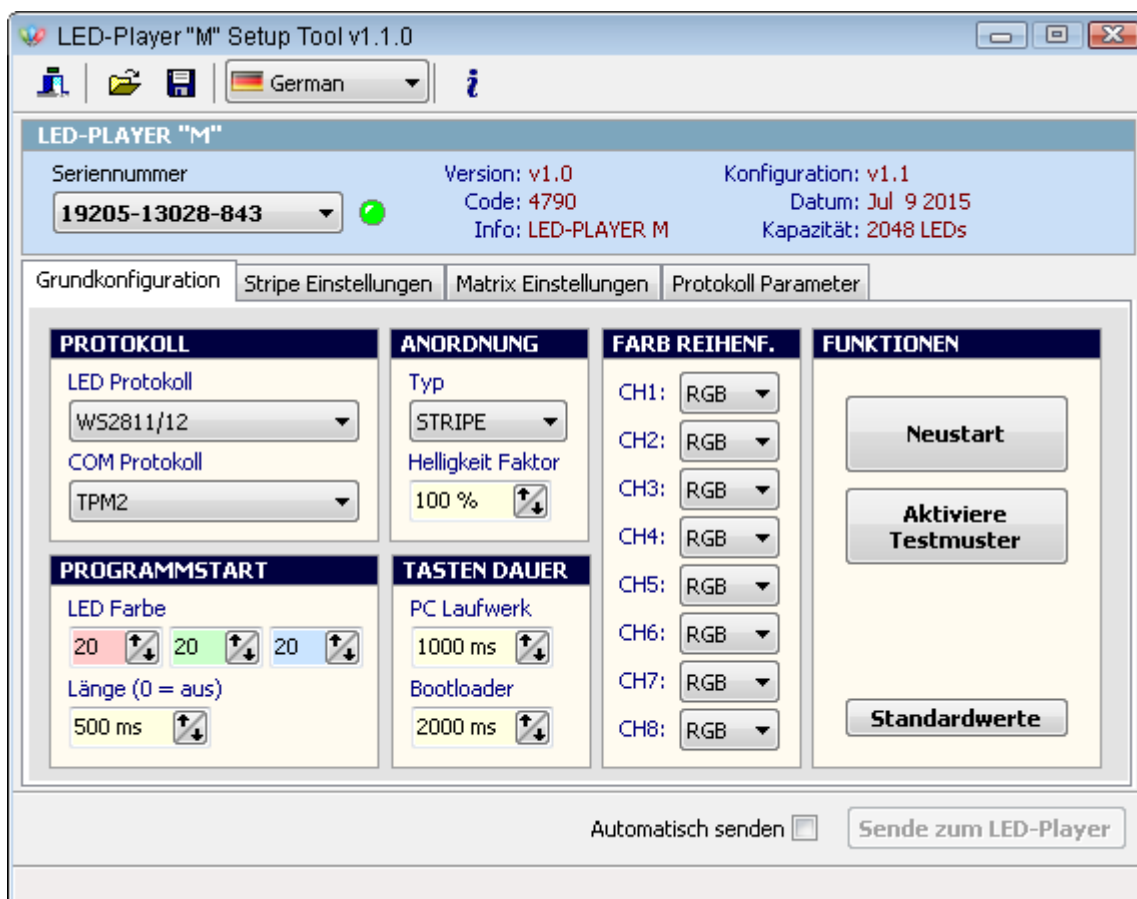 LED-Player "M" Setup Tool v1.1.0
German
LED-PLAYER "M"
Seriennummer
19205-13028-843
Version: v1.0
Code: 4790
Info: LED-PLAYER M
Konfiguration: v1.1
Datum: Jul 9 2015
Kapazität: 2048 LEDs
Grundkonfiguration
Stripe Einstellungen
Matrix Einstellungen
Protokoll Parameter
PROTOKOLL
LED Protokoll
WS2811/12
COM Protokoll
TPM2
PROGRAMMSTART
LED Farbe
20 20 20
Länge (0 = aus)
500 ms
ANORDNUNG
Typ
STRIPE
Helligkeit Faktor
100 %
TASTEN DAUER
PC Laufwerk
1000 ms
Bootloader
2000 ms
FARB REIHENF.
CH1: RGB
CH2: RGB
CH3: RGB
CH4: RGB
CH5: RGB
CH6: RGB
CH7: RGB
CH8: RGB
FUNKTIONEN
Neustart
Aktiviere
Testmuster
Standardwerte
Automatisch senden
Sende zum LED-Player